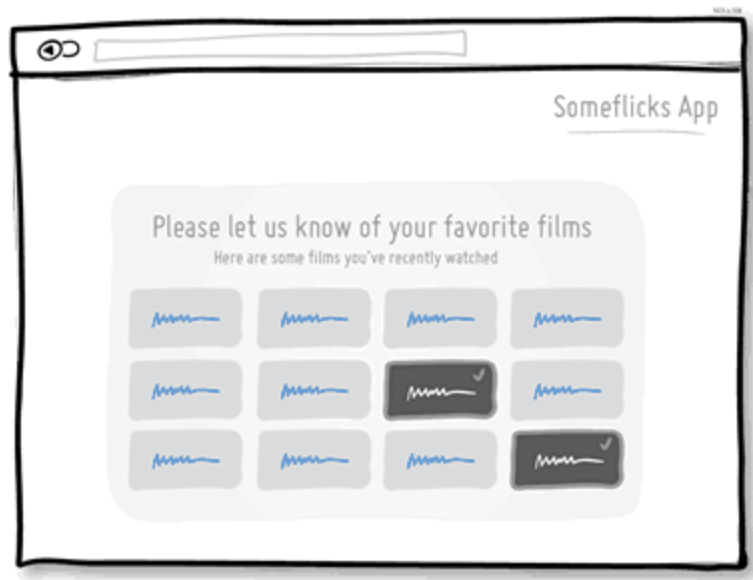 Someflicks App
Please let us know of your favorite films
Here are some films you've recently watched